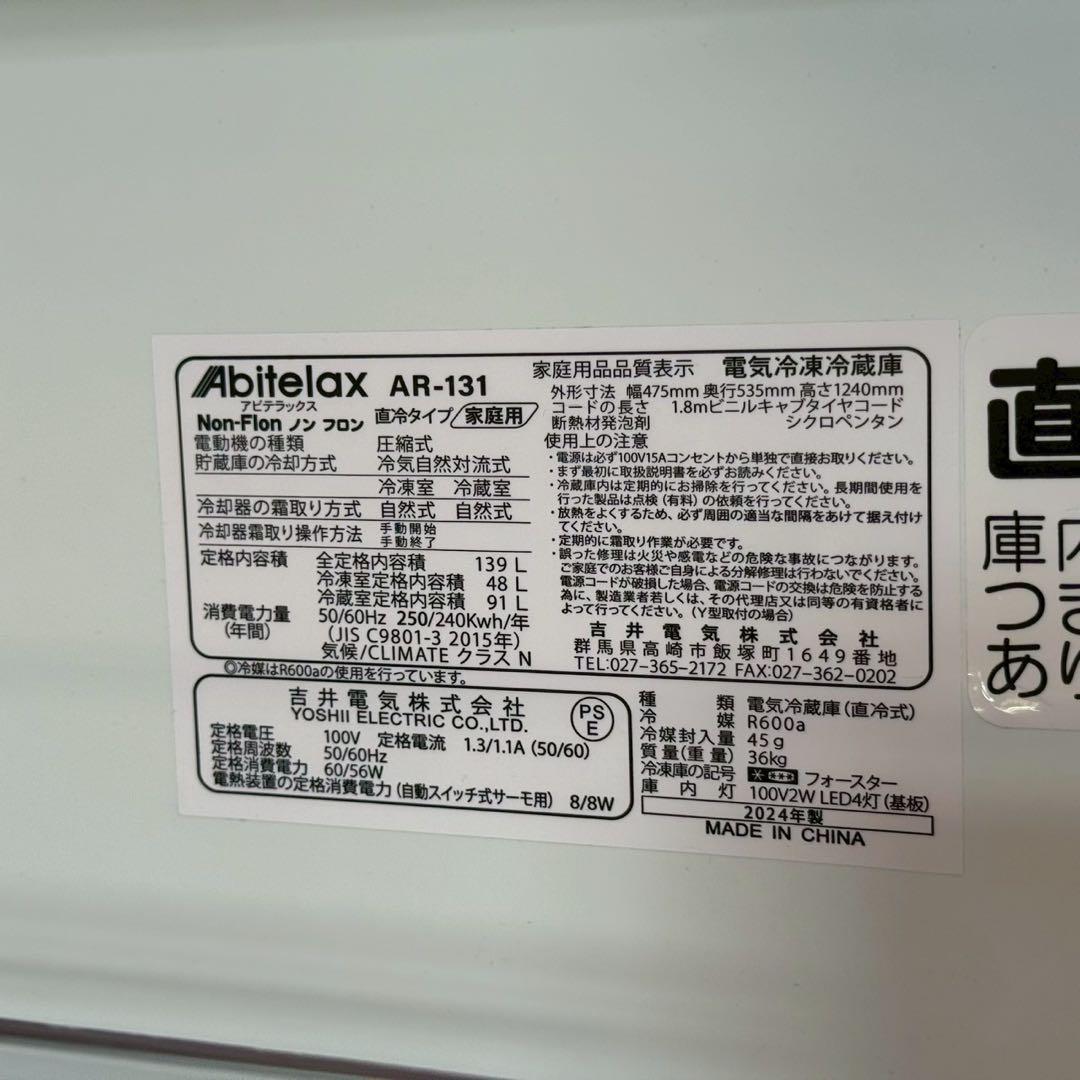 Abitelax AR-131
アビテラックス
Non-Flon ノン フロン 直冷タイプ 家庭用
電動機の種類 圧縮式
貯蔵庫の冷却方式 冷気自然対流式
冷凍室 冷蔵室
冷却器の霜取り方式 自然式 自然式
冷却器霜取り操作方法 手動開始
手動終了
定格内容積 全定格内容積 139 L
冷凍室定格内容積 48 L
冷蔵室定格内容積 91 L
消費電力量 50/60Hz 250/240Kwh/年
(年間) (JIS C9801-3 2015年)
気候/CLIMATE クラス N
家庭用品品質表示 電気冷凍冷蔵庫
外形寸法 幅475mm 奥行535mm 高さ1240mm
コードの長さ 1.8mビニルキャブタイヤコード
断熱材発泡剤 シクロペンタン
使用上の注意
・電源は必ず100V15Aコンセントから単独で直接お取りください。
・まず最初に取扱説明書を必ずお読みください。
・冷蔵庫内は定期的にお掃除を行ってください。長期間使用を
行った製品は点検(有料)の依頼を行ってください。
・放熱をよくするため、必ず周囲の適当な間隔をあけて据え付け
てください。
・定期的に霜取り作業が必要です。
・誤った修理は火災や感電などの危険な事故につながります。
ご家庭でのお客様ご自身による分解修理は行わないでください。
電源コードが破損した場合、電源コードの交換は危険を防止する
為に、製造業者若しくは、その代理店又は同等の有資格者に
よって行ってください。(Y型取付の場合)
吉井電気株式会社
群馬県高崎市飯塚町1649番地
TEL:027-365-2172 FAX:027-362-0202
◎冷媒はR600aの使用を行っています。
吉井電気株式会社
YOSHII ELECTRIC CO.,LTD.
PS
E
定格電圧 100V 定格電流 1.3/1.1A (50/60)
定格周波数 50/60Hz
定格消費電力 60/56W
電熱装置の定格消費電力(自動スイッチ式サーモ用) 8/8W
種類 電気冷蔵庫(直冷式)
冷媒 R600a
冷媒封入量 45g
質量(重量) 36kg
冷凍庫の記号 フォースター
庫内灯 100V2W LED4灯(基板)
2024年製
MADE IN CHINA
直
庫内
つま
あり